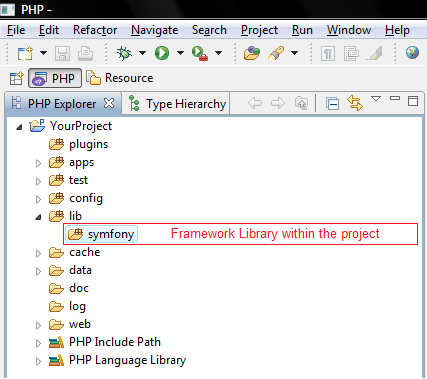 PHP -
File Edit Refactor Navigate Search Project Run Window Help
PHP Resource
PHP Explorer Type Hierarchy
YourProject
plugins
apps
test
config
lib
symfony Framework Library within the project
cache
data
doc
log
web
PHP Include Path
PHP Language Library